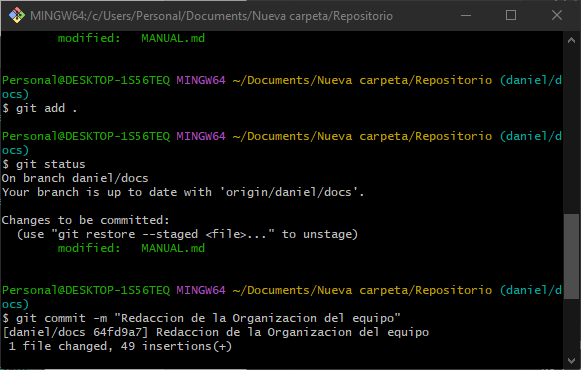 MINGW64:/c/Users/Personal/Documents/Nueva carpeta/Repositorio
modified:   MANUAL.md
Personal@DESKTOP-1S56TEQ MINGW64 ~/Documents/Nueva carpeta/Repositorio (daniel/d
ocs)
$ git add .
Personal@DESKTOP-1S56TEQ MINGW64 ~/Documents/Nueva carpeta/Repositorio (daniel/d
ocs)
$ git status
On branch daniel/docs
Your branch is up to date with 'origin/daniel/docs'.
Changes to be committed:
  (use "git restore --staged <file>..." to unstage)
        modified:   MANUAL.md
Personal@DESKTOP-1S56TEQ MINGW64 ~/Documents/Nueva carpeta/Repositorio (daniel/d
ocs)
$ git commit -m "Redaccion de la Organizacion del equipo"
[daniel/docs 64fd9a7] Redaccion de la Organizacion del equipo
 1 file changed, 49 insertions(+)